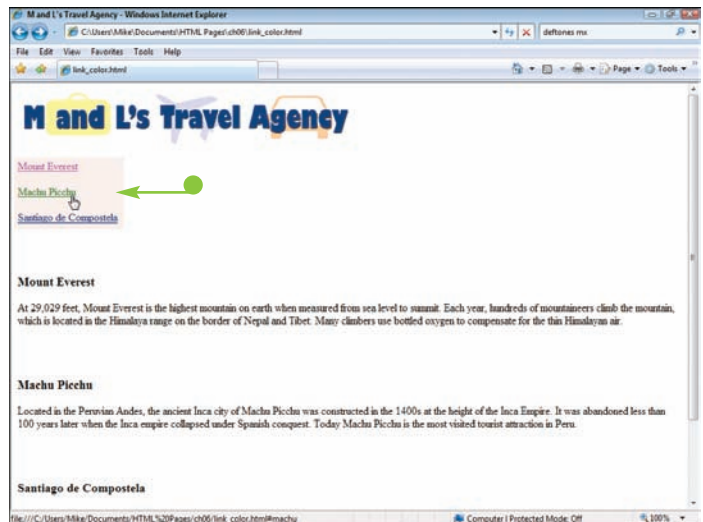 M and L's Travel Agency - Windows Internet Explorer
C:\Users\Mike\Documents\HTML Pages\ch06\link_color.html
deftones mx
File Edit View Favorites Tools Help
link_color.html
Page Tools
M and L's Travel Agency
Mount Everest
Machu Picchu
Santiago de Compostela
Mount Everest
At 29,029 feet, Mount Everest is the highest mountain on earth when measured from sea level to summit. Each year, hundreds of mountaineers climb the mountain,
which is located in the Himalaya range on the border of Nepal and Tibet. Many climbers use bottled oxygen to compensate for the thin Himalayan air.
Machu Picchu
Located in the Peruvian Andes, the ancient Inca city of Machu Picchu was constructed in the 1400s at the height of the Inca Empire. It was abandoned less than
100 years later when the Inca empire collapsed under Spanish conquest. Today Machu Picchu is the most visited tourist attraction in Peru.
Santiago de Compostela
file:///C:/Users/Mike/Documents/HTML%20Pages/ch06/link_color.html#machu
Computer | Protected Mode: Off
100%